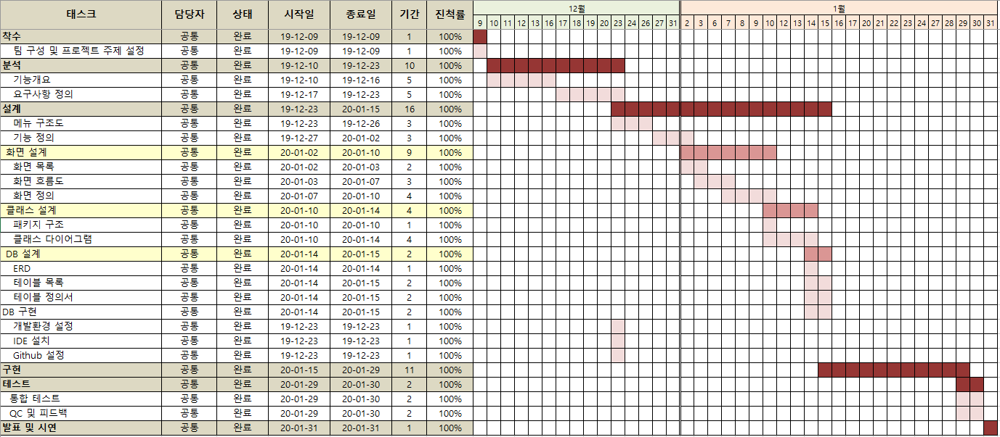 태스크 담당자 상태 시작일 종료일 기간 진척률 12월 1월
9 10 11 12 13 16 17 18 19 20 23 24 26 27 31 2 3 6 7 8 9 10 13 14 15 16 17 20 21 22 23 24 27 28 29 30 31
착수 공통 완료 19-12-09 19-12-09 1 100%
팀 구성 및 프로젝트 주제 설정 공통 완료 19-12-09 19-12-09 1 100%
분석 공통 완료 19-12-10 19-12-23 10 100%
기능개요 공통 완료 19-12-10 19-12-16 5 100%
요구사항 정의 공통 완료 19-12-17 19-12-23 5 100%
설계 공통 완료 19-12-23 20-01-15 16 100%
메뉴 구조도 공통 완료 19-12-23 19-12-26 3 100%
기능 정의 공통 완료 19-12-27 20-01-02 3 100%
화면 설계 공통 완료 20-01-02 20-01-10 9 100%
화면 목록 공통 완료 20-01-02 20-01-03 2 100%
화면 흐름도 공통 완료 20-01-03 20-01-07 3 100%
화면 정의 공통 완료 20-01-07 20-01-10 4 100%
클래스 설계 공통 완료 20-01-10 20-01-14 4 100%
패키지 구조 공통 완료 20-01-10 20-01-10 1 100%
클래스 다이어그램 공통 완료 20-01-10 20-01-14 4 100%
DB 설계 공통 완료 20-01-14 20-01-15 2 100%
ERD 공통 완료 20-01-14 20-01-14 1 100%
테이블 목록 공통 완료 20-01-14 20-01-15 2 100%
테이블 정의서 공통 완료 20-01-14 20-01-15 2 100%
DB 구현 공통 완료 20-01-14 20-01-15 2 100%
개발환경 설정 공통 완료 19-12-23 19-12-23 1 100%
IDE 설치 공통 완료 19-12-23 19-12-23 1 100%
Github 설정 공통 완료 19-12-23 19-12-23 1 100%
구현 공통 완료 20-01-15 20-01-29 11 100%
테스트 공통 완료 20-01-29 20-01-30 2 100%
통합 테스트 공통 완료 20-01-29 20-01-30 2 100%
QC 및 피드백 공통 완료 20-01-29 20-01-30 2 100%
발표 및 시연 공통 완료 20-01-31 20-01-31 1 100%